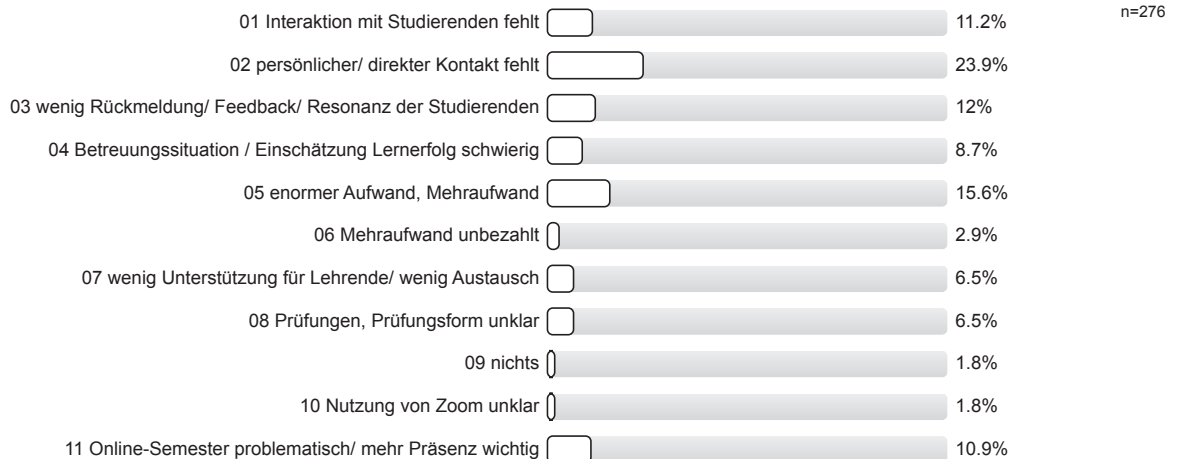 01 Interaktion mit Studierenden fehlt 11.2% n=276
02 persönlicher/ direkter Kontakt fehlt 23.9%
03 wenig Rückmeldung/ Feedback/ Resonanz der Studierenden 12%
04 Betreuungssituation / Einschätzung Lernerfolg schwierig 8.7%
05 enormer Aufwand, Mehraufwand 15.6%
06 Mehraufwand unbezahlt 2.9%
07 wenig Unterstützung für Lehrende/ wenig Austausch 6.5%
08 Prüfungen, Prüfungsform unklar 6.5%
09 nichts 1.8%
10 Nutzung von Zoom unklar 1.8%
11 Online-Semester problematisch/ mehr Präsenz wichtig 10.9%